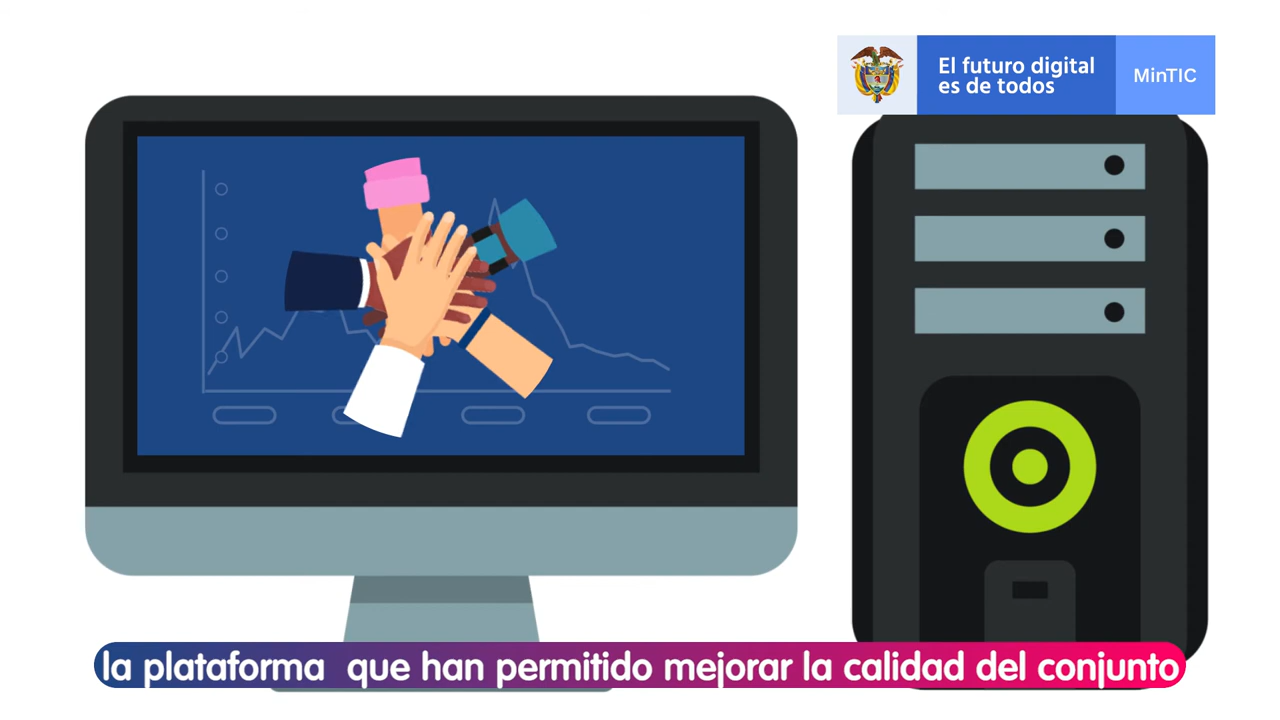 El futuro digital
es de todos
MinTIC
la plataforma que han permitido mejorar la calidad del conjunto